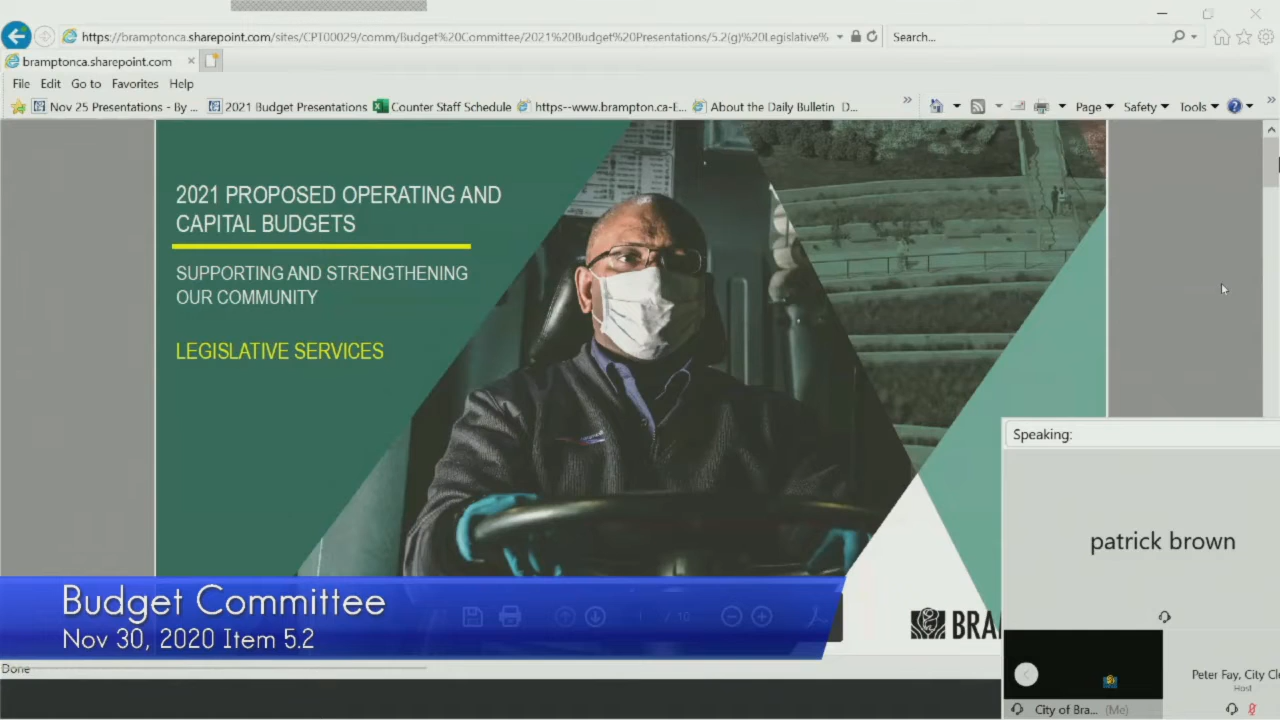 https://bramptonca.sharepoint.com/sites/CPT00029/comm/Budget%20Committee/2021%20Budget%20Presentations/5.2(g)%20Legislative%
Search...
bramptonca.sharepoint.com
File Edit Go to Favorites Help
Nov 25 Presentations - By ... 2021 Budget Presentations Counter Staff Schedule https--www.brampton.ca-E... About the Daily Bulletin D... Page Safety Tools
2021 PROPOSED OPERATING AND
CAPITAL BUDGETS
SUPPORTING AND STRENGTHENING
OUR COMMUNITY
LEGISLATIVE SERVICES
Speaking:
patrick brown
Budget Committee
Nov 30, 2020 Item 5.2
1 / 10
BRA
Peter Fay, City Cl
Host
Done
City of Bra... (Me)